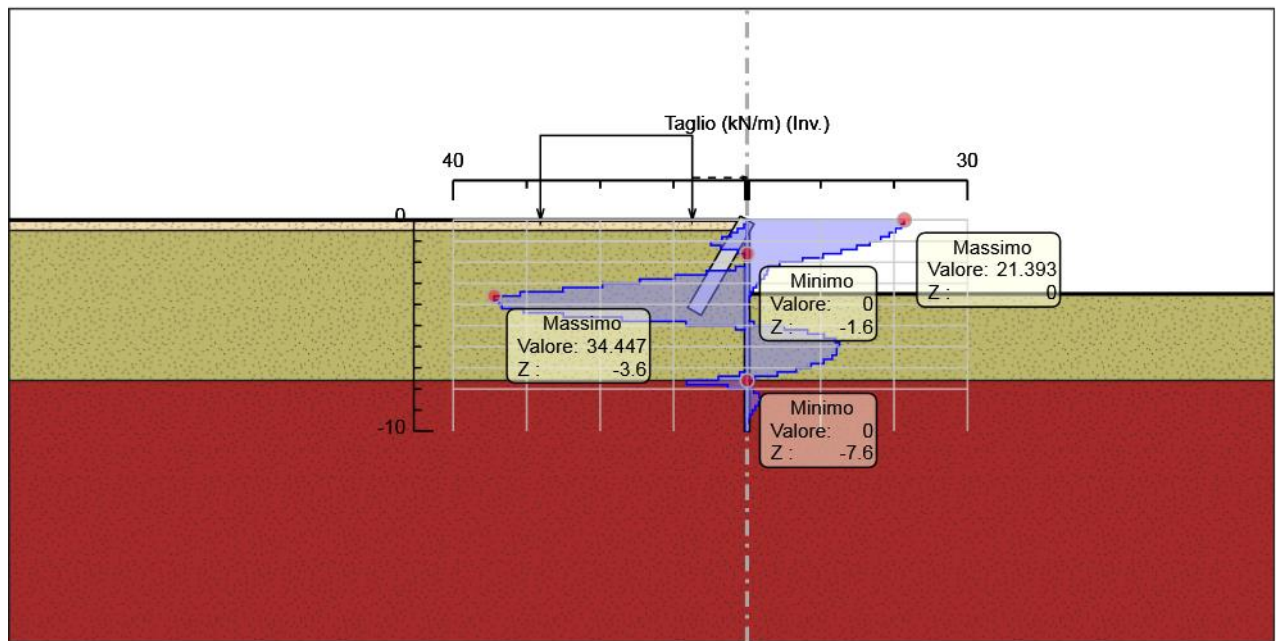 Taglio (kN/m) (Inv.)
40
30
0
Massimo
Valore: 21.393
Z : 0
Minimo
Valore: 0
Z : -1.6
Massimo
Valore: 34.447
Z : -3.6
Minimo
Valore: 0
Z : -7.6
-10